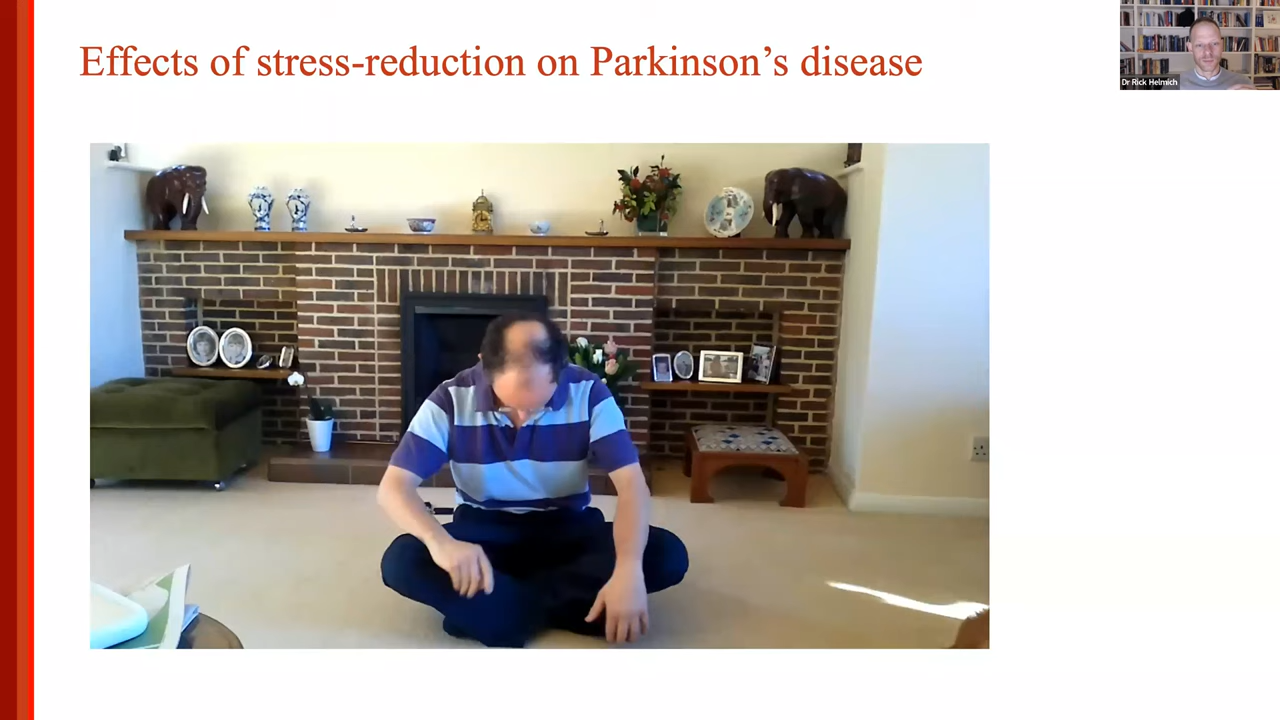 Effects of stress-reduction on Parkinson’s disease
Dr Rick Helmich